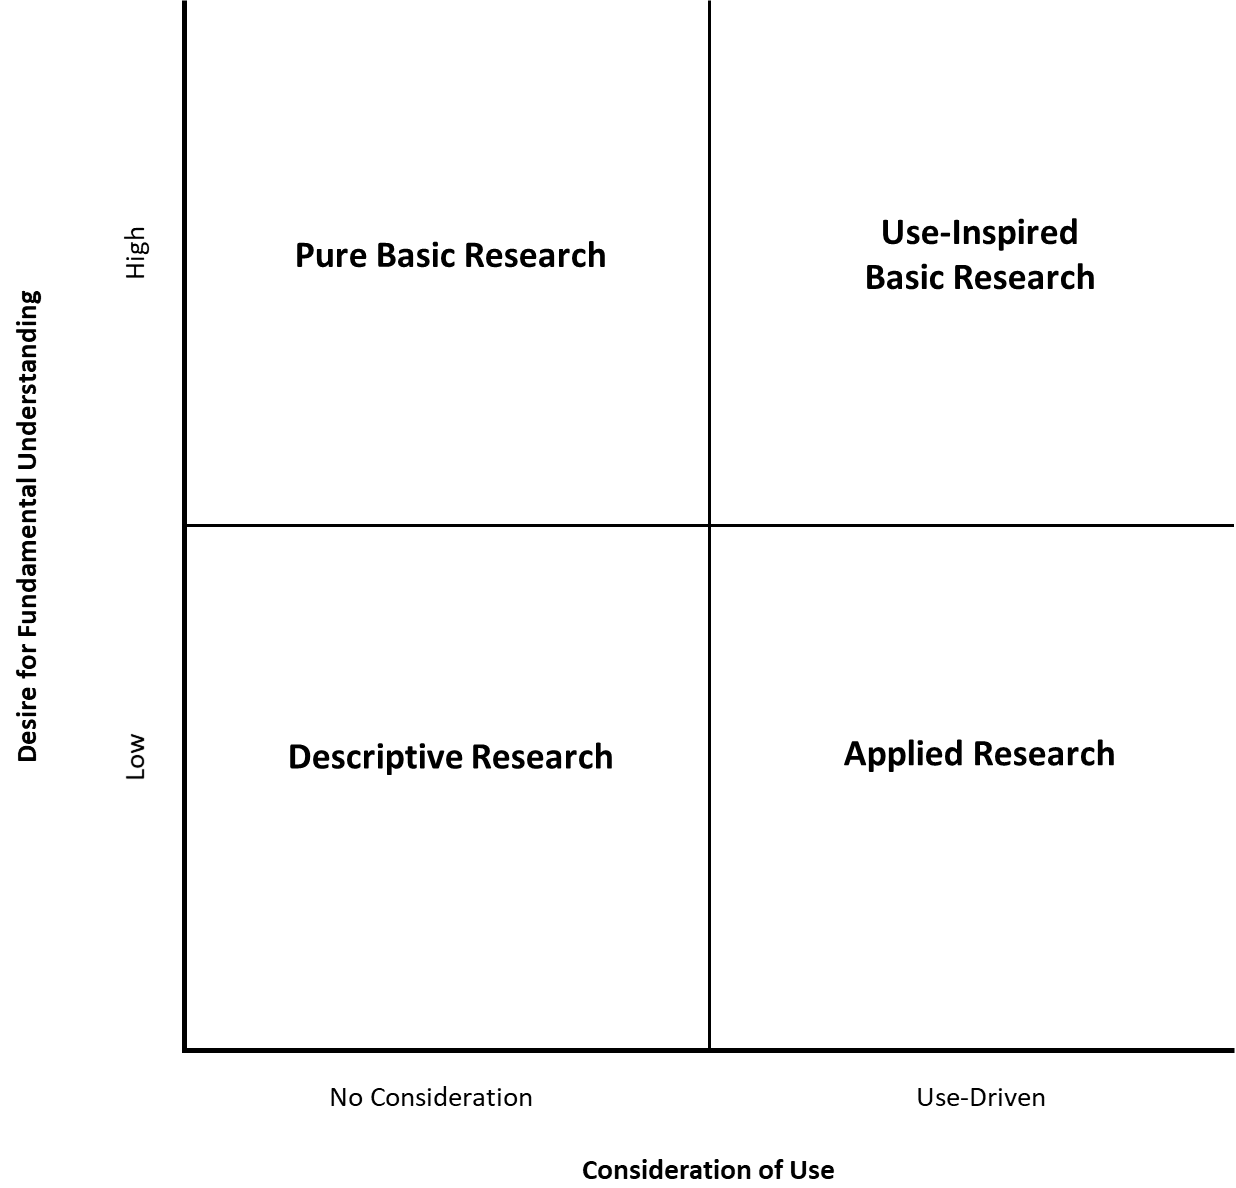 Desire for Fundamental Understanding
High
Low
Pure Basic Research
Use-Inspired
Basic Research
Descriptive Research
Applied Research
No Consideration
Use-Driven
Consideration of Use